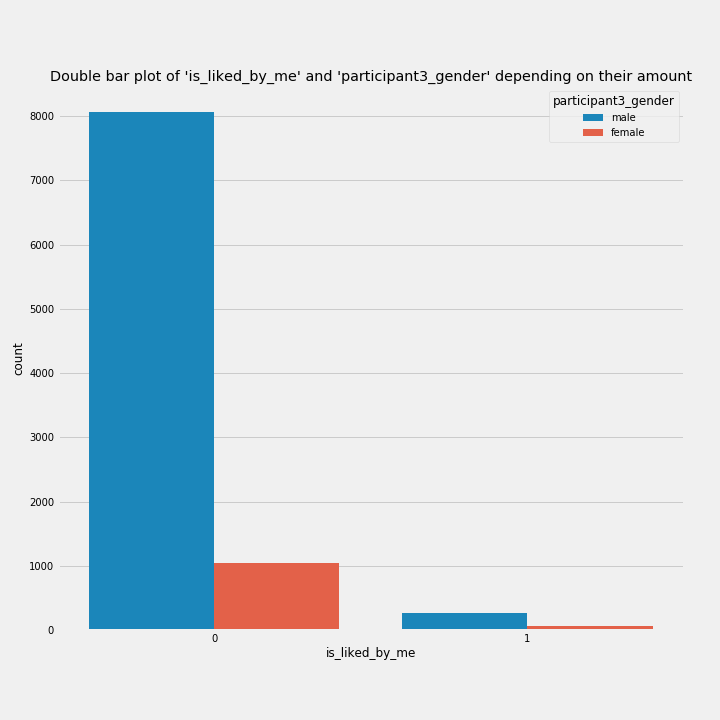 Double bar plot of 'is_liked_by_me' and 'participant3_gender' depending on their amount
participant3_gender
male
female
8000
7000
6000
5000
4000
3000
2000
1000
0
count
0
1
is_liked_by_me